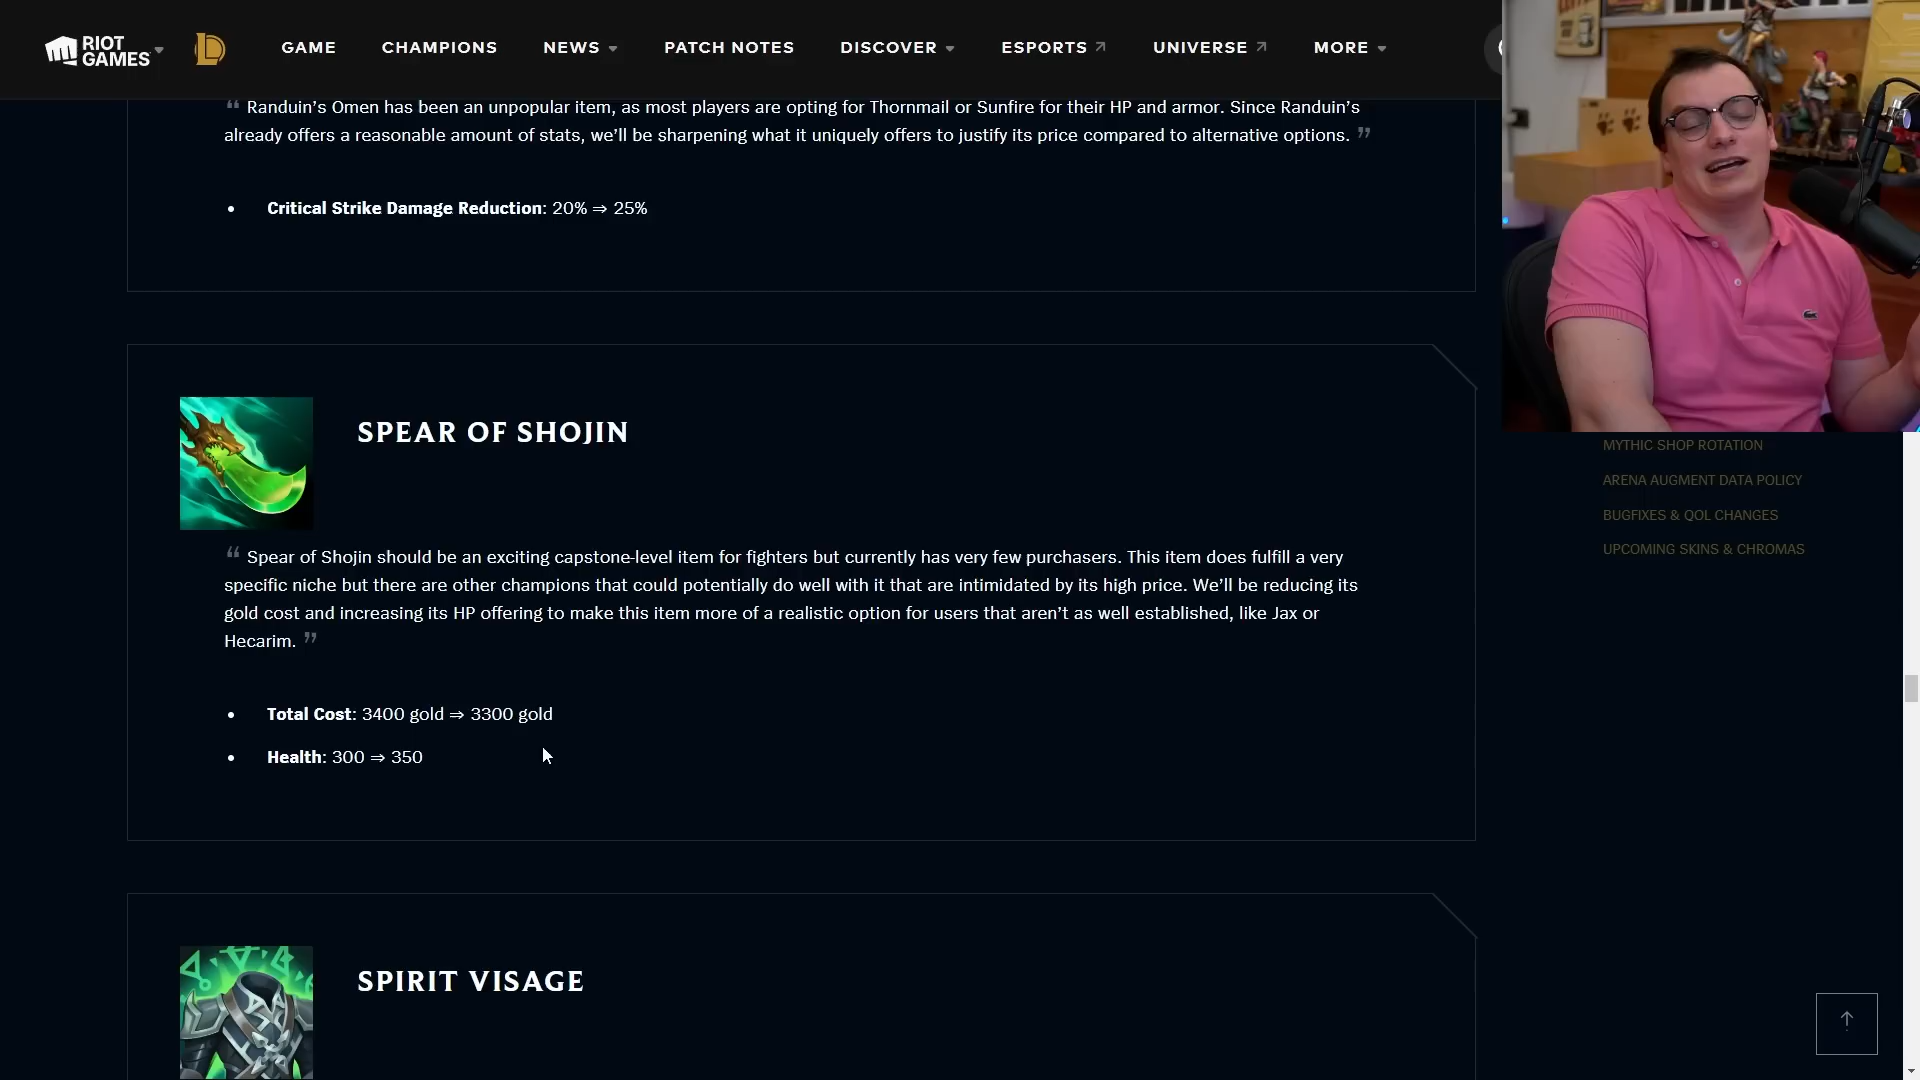 RIOT GAMES
GAME
CHAMPIONS
NEWS
PATCH NOTES
DISCOVER
ESPORTS
UNIVERSE
MORE
“ Randuin’s Omen has been an unpopular item, as most players are opting for Thornmail or Sunfire for their HP and armor. Since Randuin’s
already offers a reasonable amount of stats, we’ll be sharpening what it uniquely offers to justify its price compared to alternative options. ”
• Critical Strike Damage Reduction: 20% ⇒ 25%
SPEAR OF SHOJIN
“ Spear of Shojin should be an exciting capstone-level item for fighters but currently has very few purchasers. This item does fulfill a very
specific niche but there are other champions that could potentially do well with it that are intimidated by its high price. We’ll be reducing its
gold cost and increasing its HP offering to make this item more of a realistic option for users that aren’t as well established, like Jax or
Hecarim. ”
• Total Cost: 3400 gold ⇒ 3300 gold
• Health: 300 ⇒ 350
SPIRIT VISAGE
MYTHIC SHOP ROTATION
ARENA AUGMENT DATA POLICY
BUGFIXES & QOL CHANGES
UPCOMING SKINS & CHROMAS